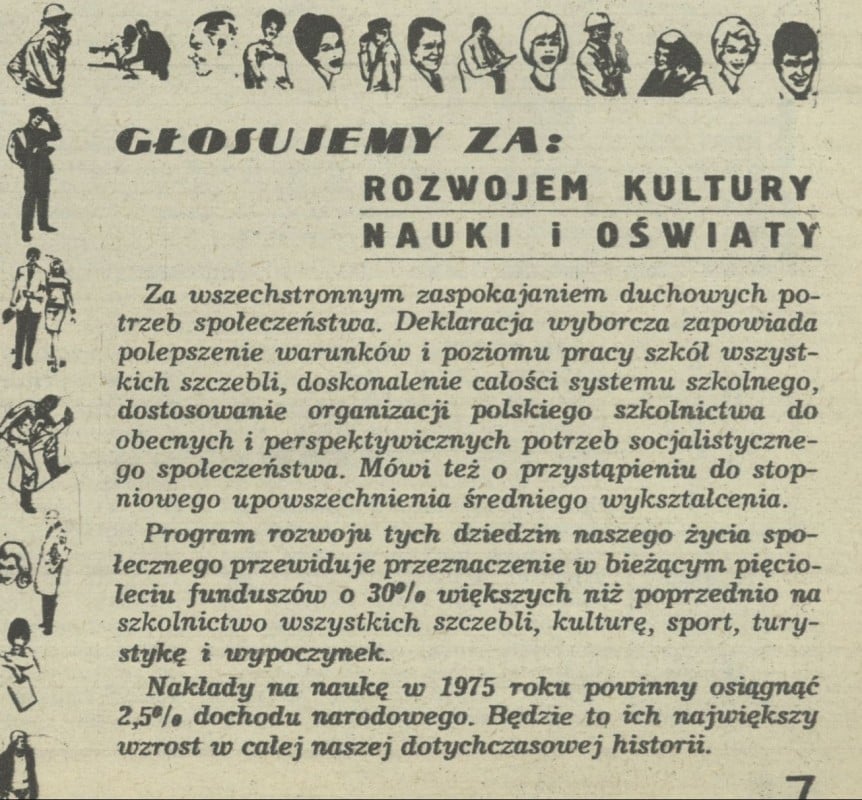 GŁOSUJEMY ZA:
ROZWOJEM KULTURY
NAUKI i OŚWIATY
Za wszechstronnym zaspokajaniem duchowych po-
trzeb społeczeństwa. Deklaracja wyborcza zapowiada
polepszenie warunków i poziomu pracy szkół wszyst-
kich szczebli, doskonalenie całości systemu szkolnego,
dostosowanie organizacji polskiego szkolnictwa do
obecnych i perspektywicznych potrzeb socjalistyczne-
go społeczeństwa. Mówi też o przystąpieniu do stop-
niowego upowszechnienia średniego wykształcenia.
Program rozwoju tych dziedzin naszego życia spo-
łecznego przewiduje przeznaczenie w bieżącym pięcio-
leciu funduszów o 30% większych niż poprzednio na
szkolnictwo wszystkich szczebli, kulturę, sport, tury-
stykę i wypoczynek.
Nakłady na naukę w 1975 roku powinny osiągnąć
2,5% dochodu narodowego. Będzie to ich największy
wzrost w całej naszej dotychczasowej historii.
7